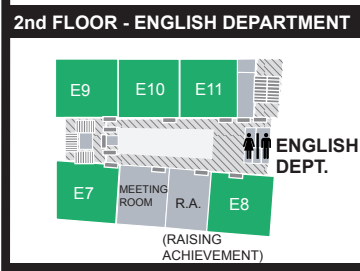 2nd FLOOR - ENGLISH DEPARTMENT
E9
E10
E11
ENGLISH
DEPT.
E7
MEETING
ROOM
R.A.
E8
(RAISING
ACHIEVEMENT)